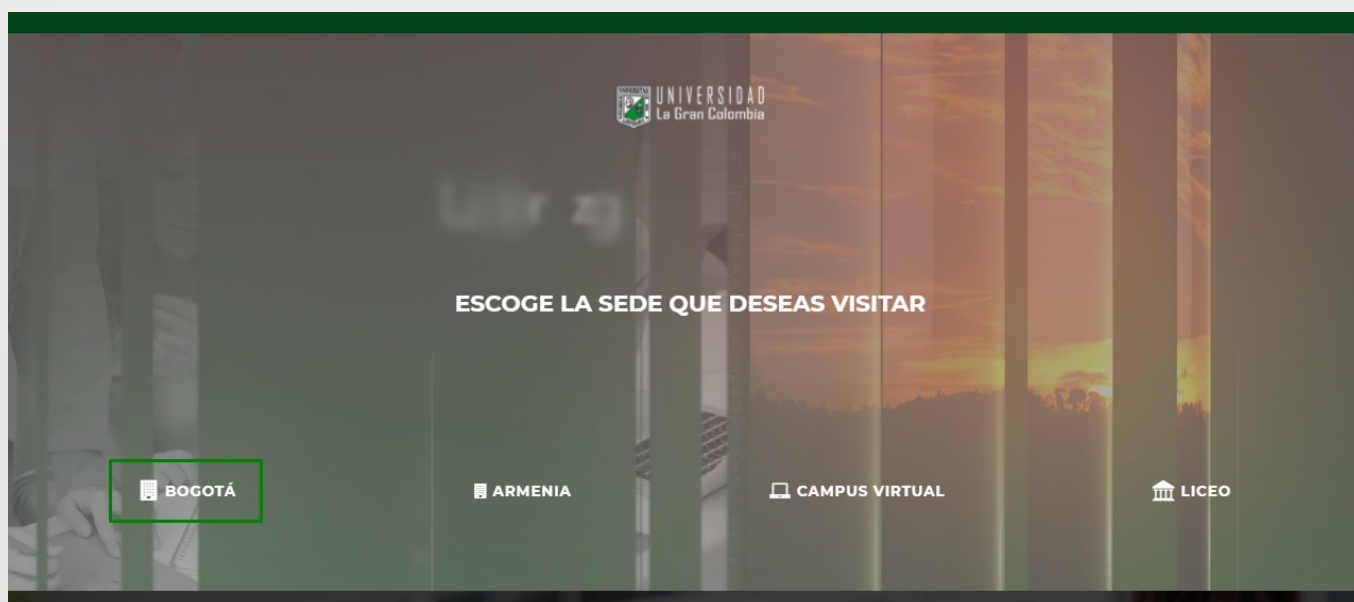 UNIVERSIDAD
La Gran Colombia
ESCOGE LA SEDE QUE DESEAS VISITAR
BOGOTÁ
ARMENIA
CAMPUS VIRTUAL
LICEO